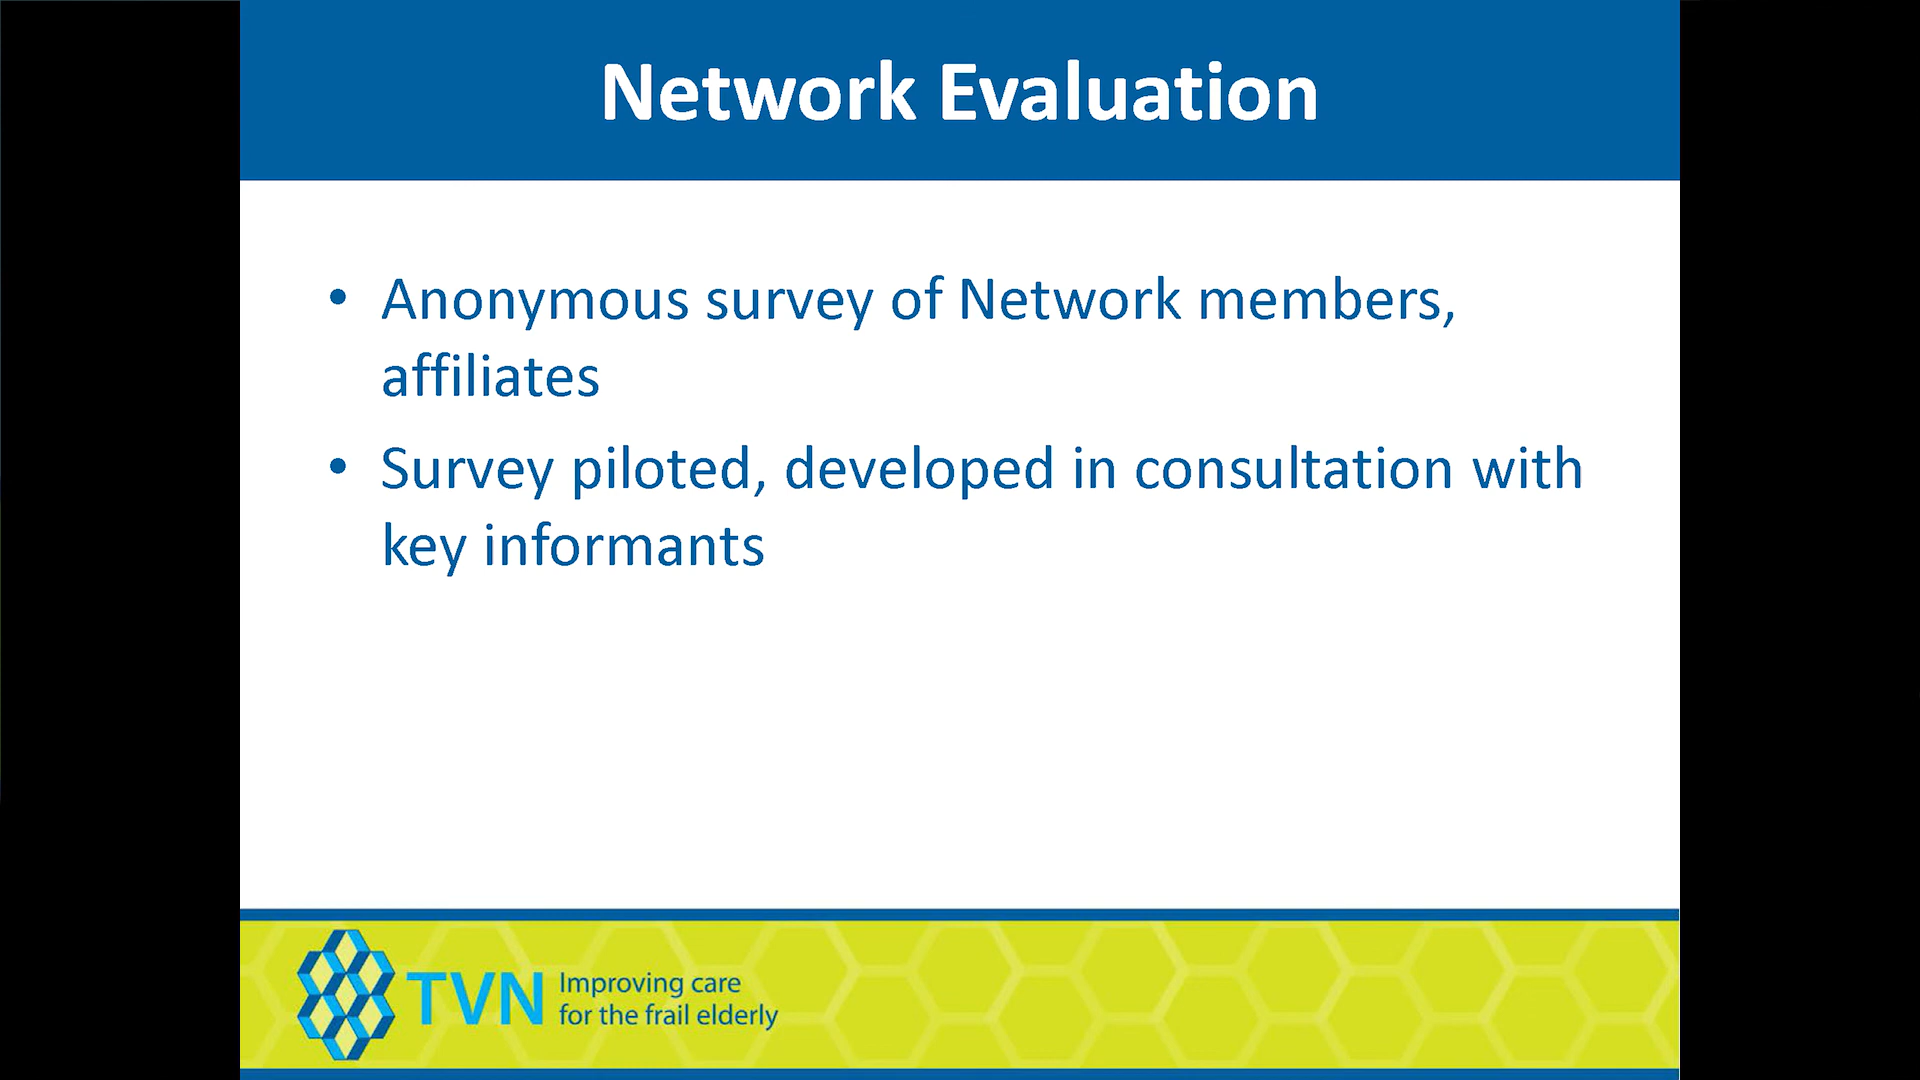 Network Evaluation
• Anonymous survey of Network members,
affiliates
• Survey piloted, developed in consultation with
key informants
TVN
Improving care
for the frail elderly